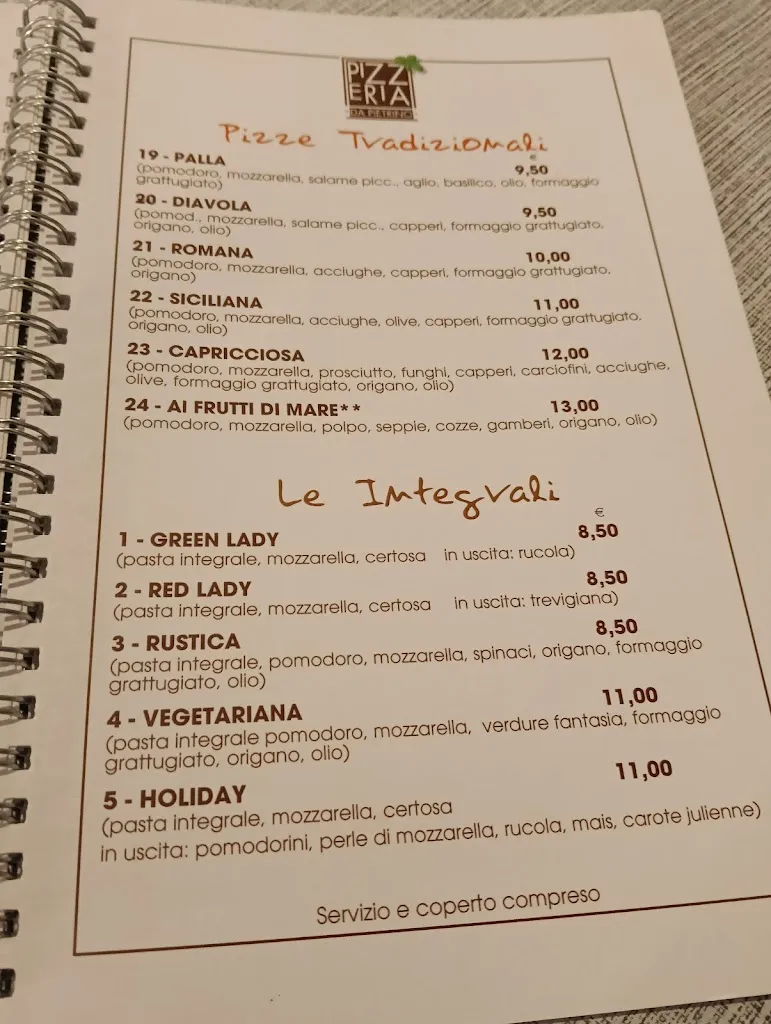 PIZZ
ERIA
DA PIETRINO
Pizze Tradizionali
€
19 - PALLA 9,50
(pomodoro, mozzarella, salame picc., aglio, basilico, olio, formaggio
grattugiato)
20 - DIAVOLA 9,50
(pomod., mozzarella, salame picc., capperi, formaggio grattugiato,
origano, olio)
21 - ROMANA 10,00
(pomodoro, mozzarella, acciughe, capperi, formaggio grattugiato,
origano)
22 - SICILIANA 11,00
(pomodoro, mozzarella, acciughe, olive, capperi, formaggio grattugiato,
origano, olio)
23 - CAPRICCIOSA 12,00
(pomodoro, mozzarella, prosciutto, funghi, capperi, carciofini, acciughe,
olive, formaggio grattugiato, origano, olio)
24 - AI FRUTTI DI MARE** 13,00
(pomodoro, mozzarella, polpo, seppie, cozze, gamberi, origano, olio)
Le Integrali
€
1 - GREEN LADY 8,50
(pasta integrale, mozzarella, certosa in uscita: rucola)
2 - RED LADY 8,50
(pasta integrale, mozzarella, certosa in uscita: trevigiana)
3 - RUSTICA 8,50
(pasta integrale, pomodoro, mozzarella, spinaci, origano, formaggio
grattugiato, olio)
4 - VEGETARIANA 11,00
(pasta integrale pomodoro, mozzarella, verdure fantasia, formaggio
grattugiato, origano, olio)
5 - HOLIDAY 11,00
(pasta integrale, mozzarella, certosa
in uscita: pomodorini, perle di mozzarella, rucola, mais, carote julienne)
Servizio e coperto compreso